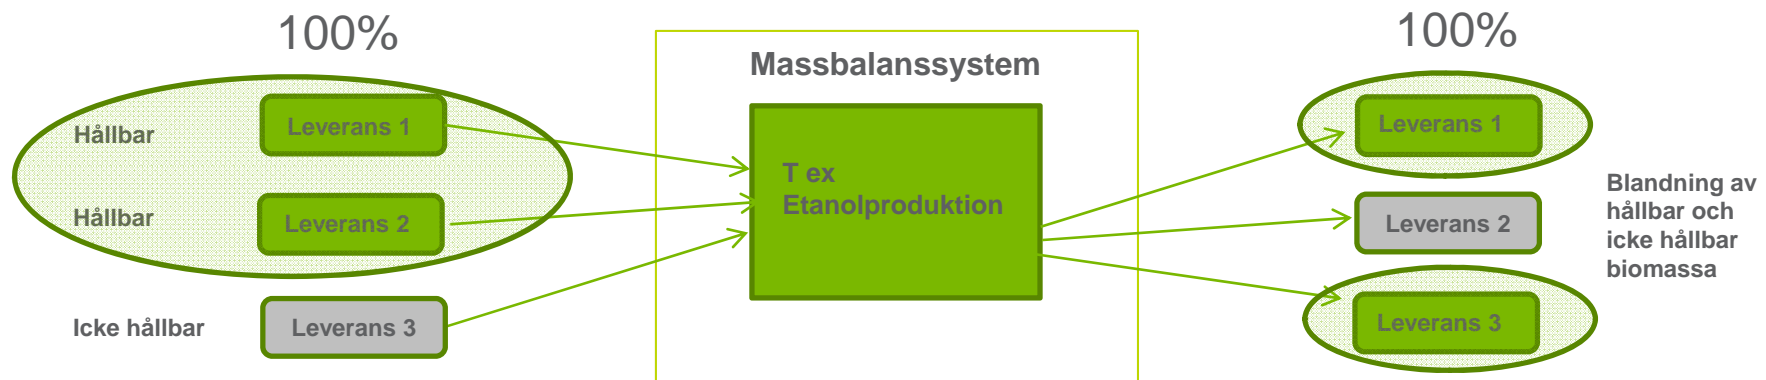 100%
Hållbar
Leverans 1
Hållbar
Leverans 2
Icke hållbar
Leverans 3
Massbalanssystem
T ex
Etanolproduktion
100%
Leverans 1
Leverans 2
Leverans 3
Blandning av
hållbar och
icke hållbar
biomassa